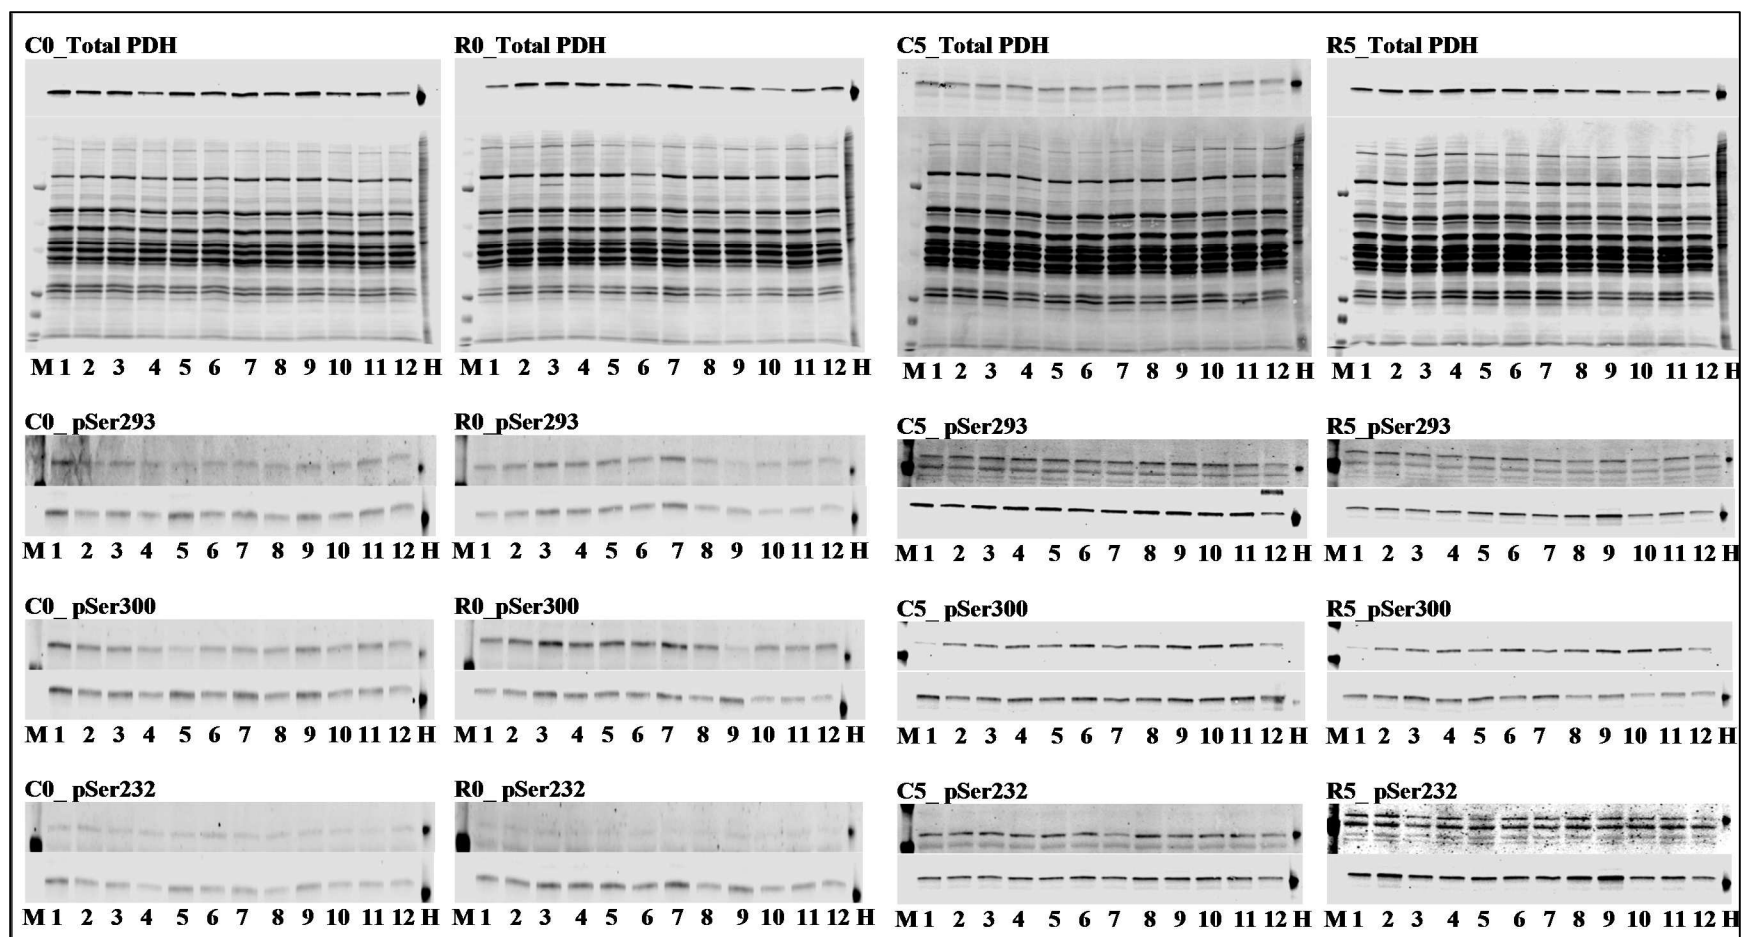 C0_Total PDH
R0_Total PDH
C5_Total PDH
R5_Total PDH
M 1 2 3 4 5 6 7 8 9 10 11 12 H
M 1 2 3 4 5 6 7 8 9 10 11 12 H
M 1 2 3 4 5 6 7 8 9 10 11 12 H
M 1 2 3 4 5 6 7 8 9 10 11 12 H
C0_ pSer293
R0_pSer293
C5_ pSer293
R5_pSer293
M 1 2 3 4 5 6 7 8 9 10 11 12 H
M 1 2 3 4 5 6 7 8 9 10 11 12 H
M 1 2 3 4 5 6 7 8 9 10 11 12 H
M 1 2 3 4 5 6 7 8 9 10 11 12 H
C0_ pSer300
R0_pSer300
C5_ pSer300
R5_pSer300
M 1 2 3 4 5 6 7 8 9 10 11 12 H
M 1 2 3 4 5 6 7 8 9 10 11 12 H
M 1 2 3 4 5 6 7 8 9 10 11 12 H
M 1 2 3 4 5 6 7 8 9 10 11 12 H
C0_ pSer232
R0_ pSer232
C5_ pSer232
R5_ pSer232
M 1 2 3 4 5 6 7 8 9 10 11 12 H
M 1 2 3 4 5 6 7 8 9 10 11 12 H
M 1 2 3 4 5 6 7 8 9 10 11 12 H
M 1 2 3 4 5 6 7 8 9 10 11 12 H